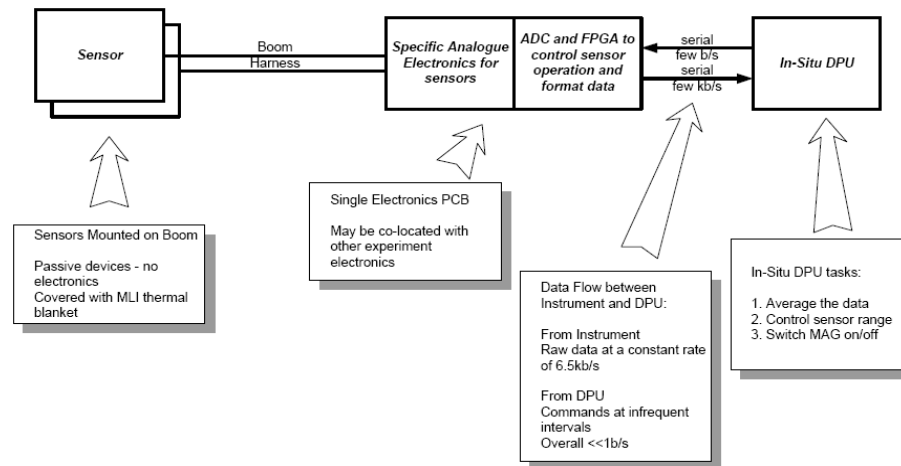 Sensor
Boom
Harness
Specific Analogue
Electronics for
sensors
ADC and FPGA to
control sensor
operation and
format data
serial
few b/s
serial
few kb/s
In-Situ DPU
Sensors Mounted on Boom
Passive devices - no
electronics
Covered with MLI thermal
blanket
Single Electronics PCB
May be co-located with
other experiment
electronics
Data Flow between
Instrument and DPU:
From Instrument
Raw data at a constant rate
of 6.5kb/s
From DPU
Commands at infrequent
intervals
Overall <<1b/s
In-Situ DPU tasks:
1. Average the data
2. Control sensor range
3. Switch MAG on/off